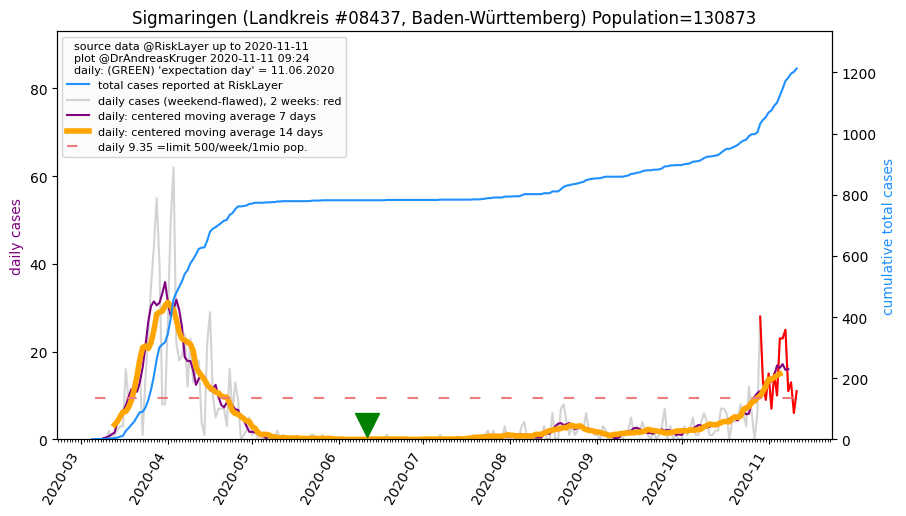 Sigmaringen (Landkreis #08437, Baden-Württemberg) Population=130873
source data @RiskLayer up to 2020-11-11
plot @DrAndreasKruger 2020-11-11 09:24
daily: (GREEN) 'expectation day' = 11.06.2020
total cases reported at RiskLayer
daily cases (weekend-flawed), 2 weeks: red
daily: centered moving average 7 days
daily: centered moving average 14 days
daily 9.35 =limit 500/week/1mio pop.
daily cases
80
60
40
20
0
1200
1000
800
600
400
200
0
cumulative total cases
2020-03
2020-04
2020-05
2020-06
2020-07
2020-08
2020-09
2020-10
2020-11